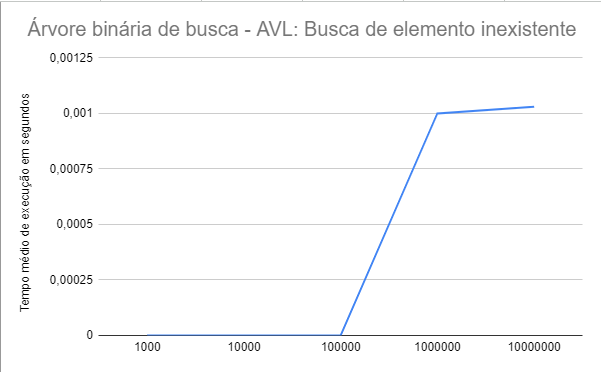 Árvore binária de busca - AVL: Busca de elemento inexistente
Tempo médio de execução em segundos
0,00125
0,001
0,00075
0,0005
0,00025
0
1000 10000 100000 1000000 10000000